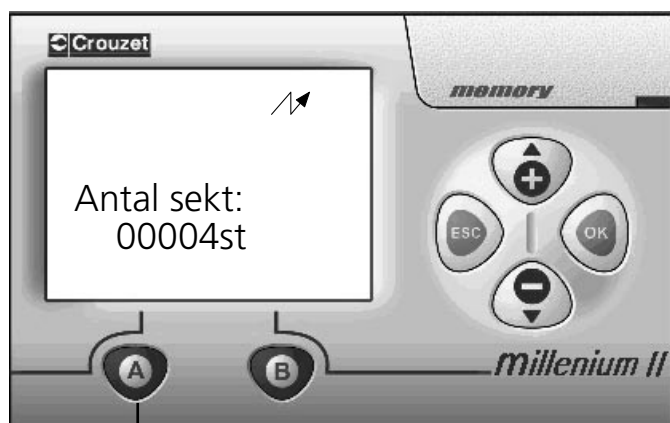 Crouzet
memory
Antal sekt:
00004st
+
ESC
OK
-
A
B
millenium II